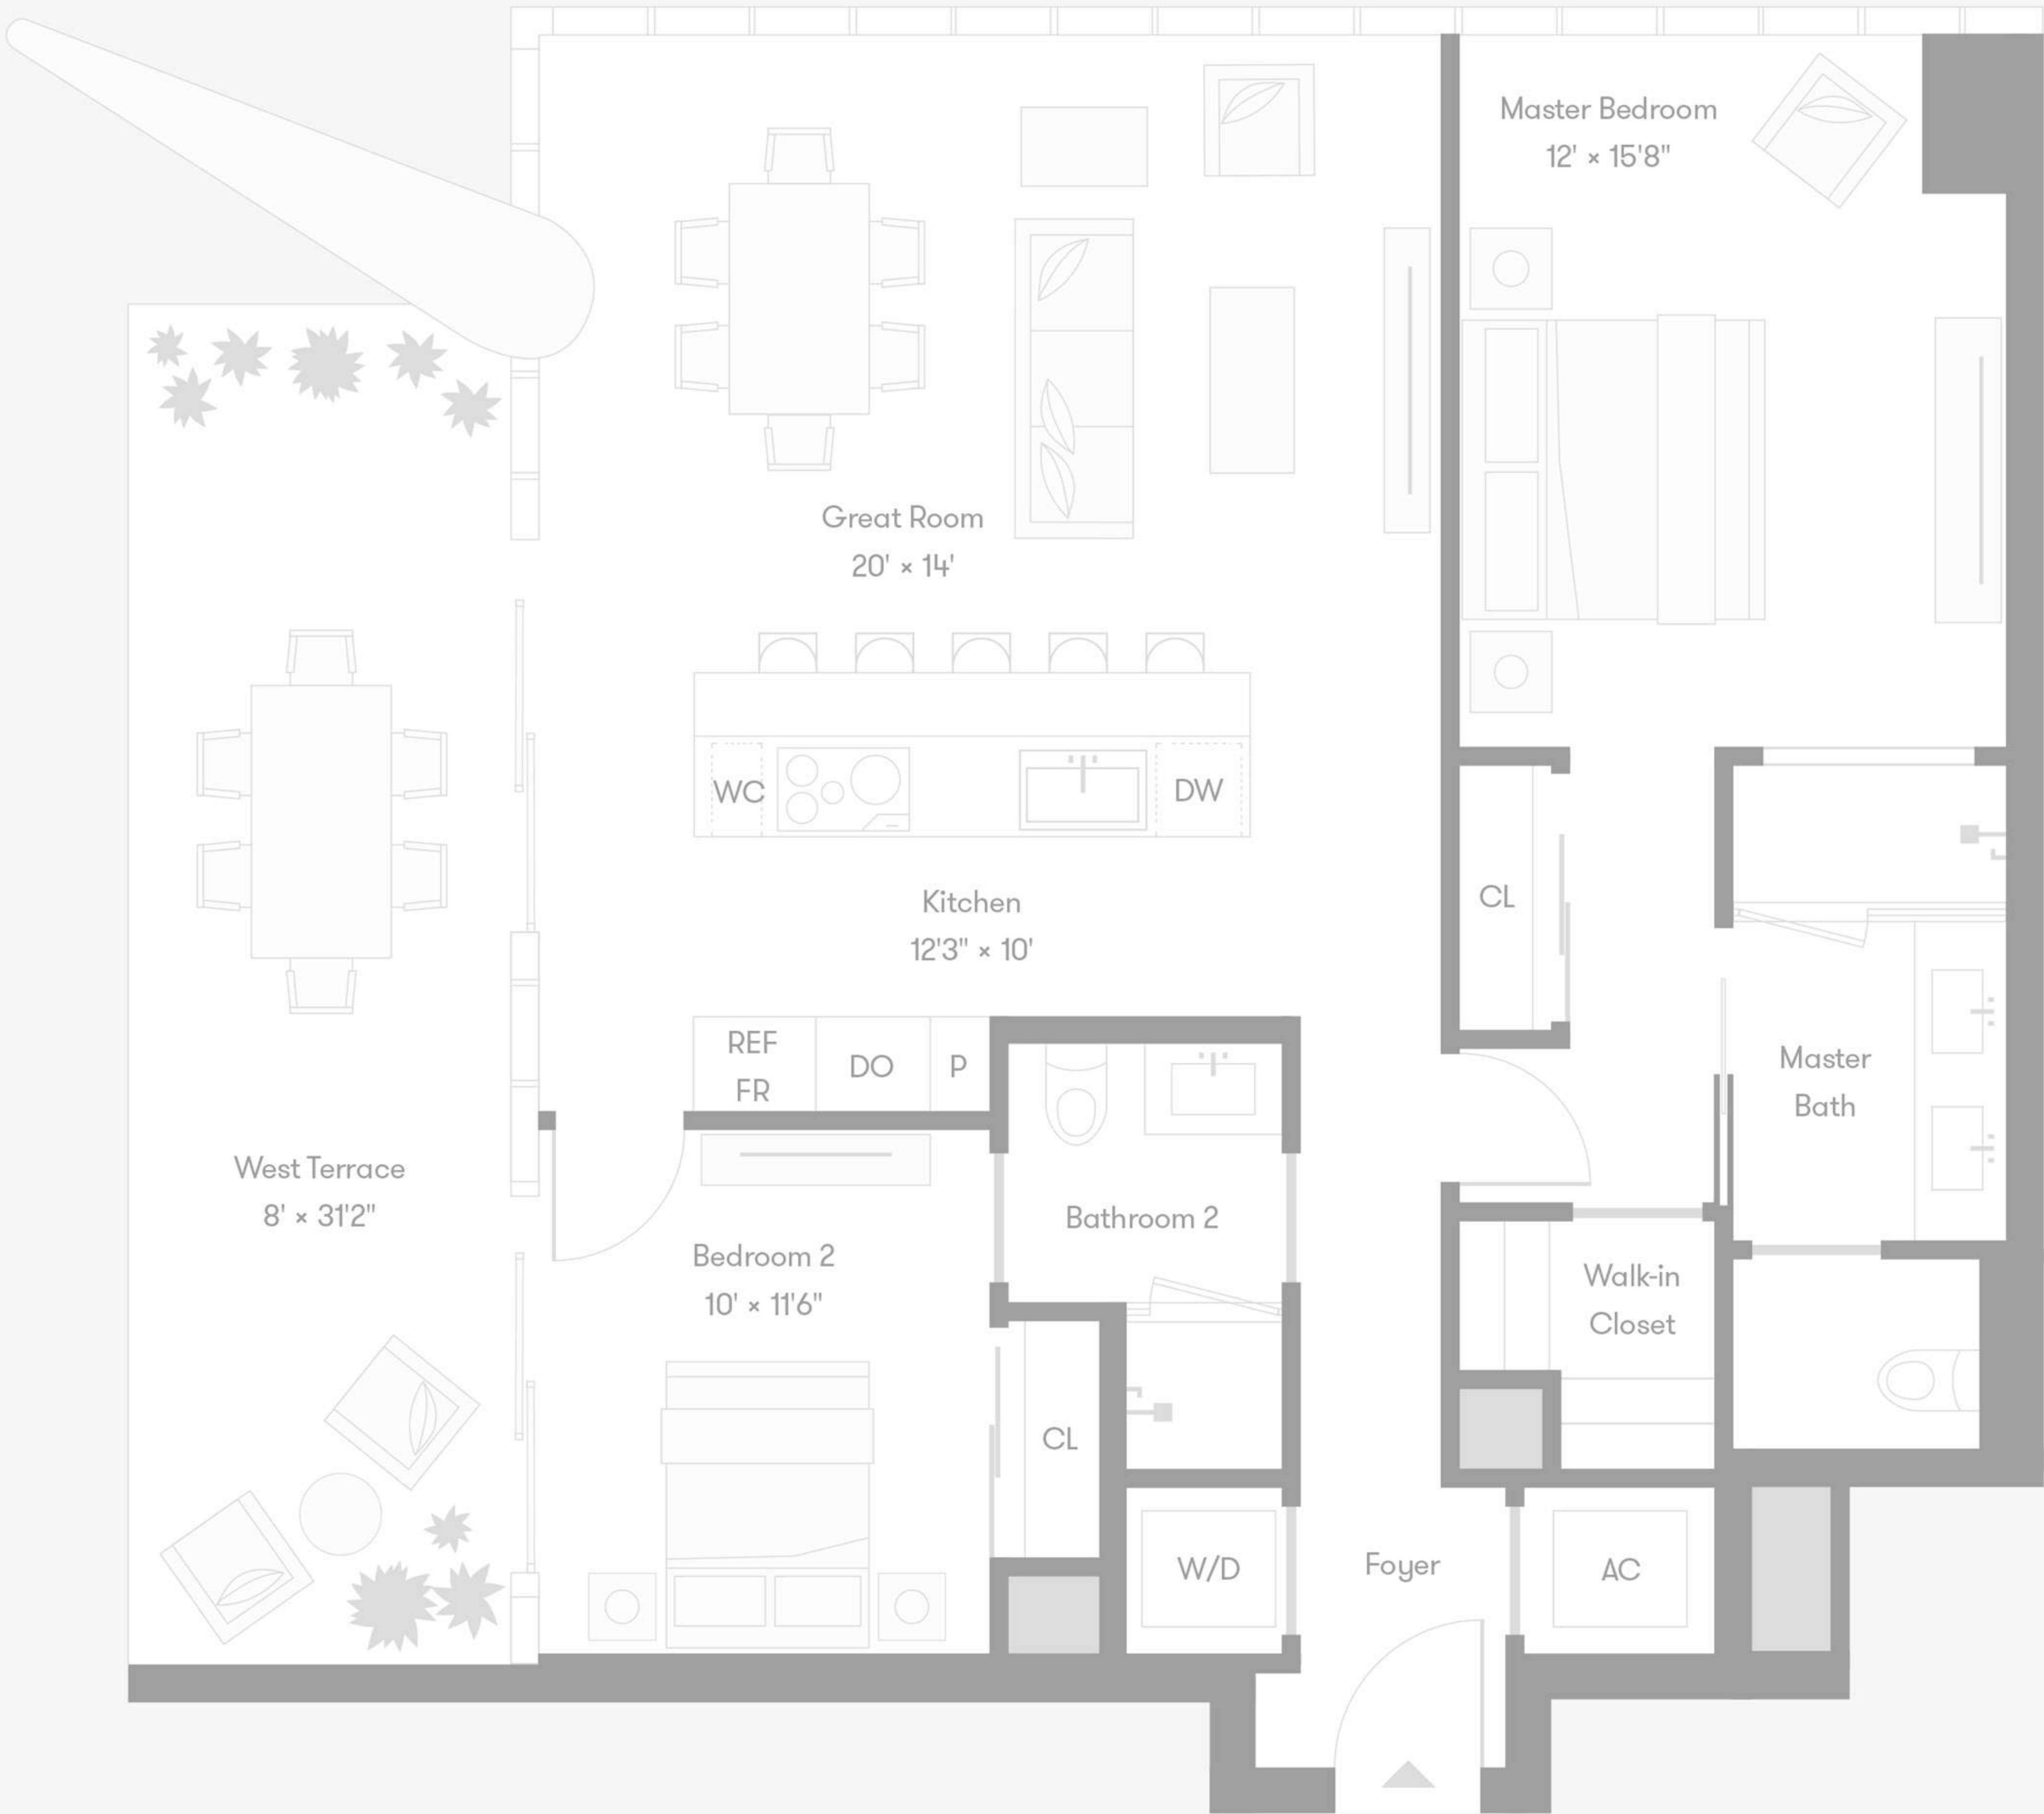 Master Bedroom
12' × 15'8"
Great Room
20' × 14'
WC
DW
Kitchen
12'3" × 10'
CL
REF
FR
DO
P
Master
Bath
West Terrace
8' × 31'2"
Bedroom 2
10' × 11'6"
Bathroom 2
Walk-in
Closet
CL
W/D
Foyer
AC